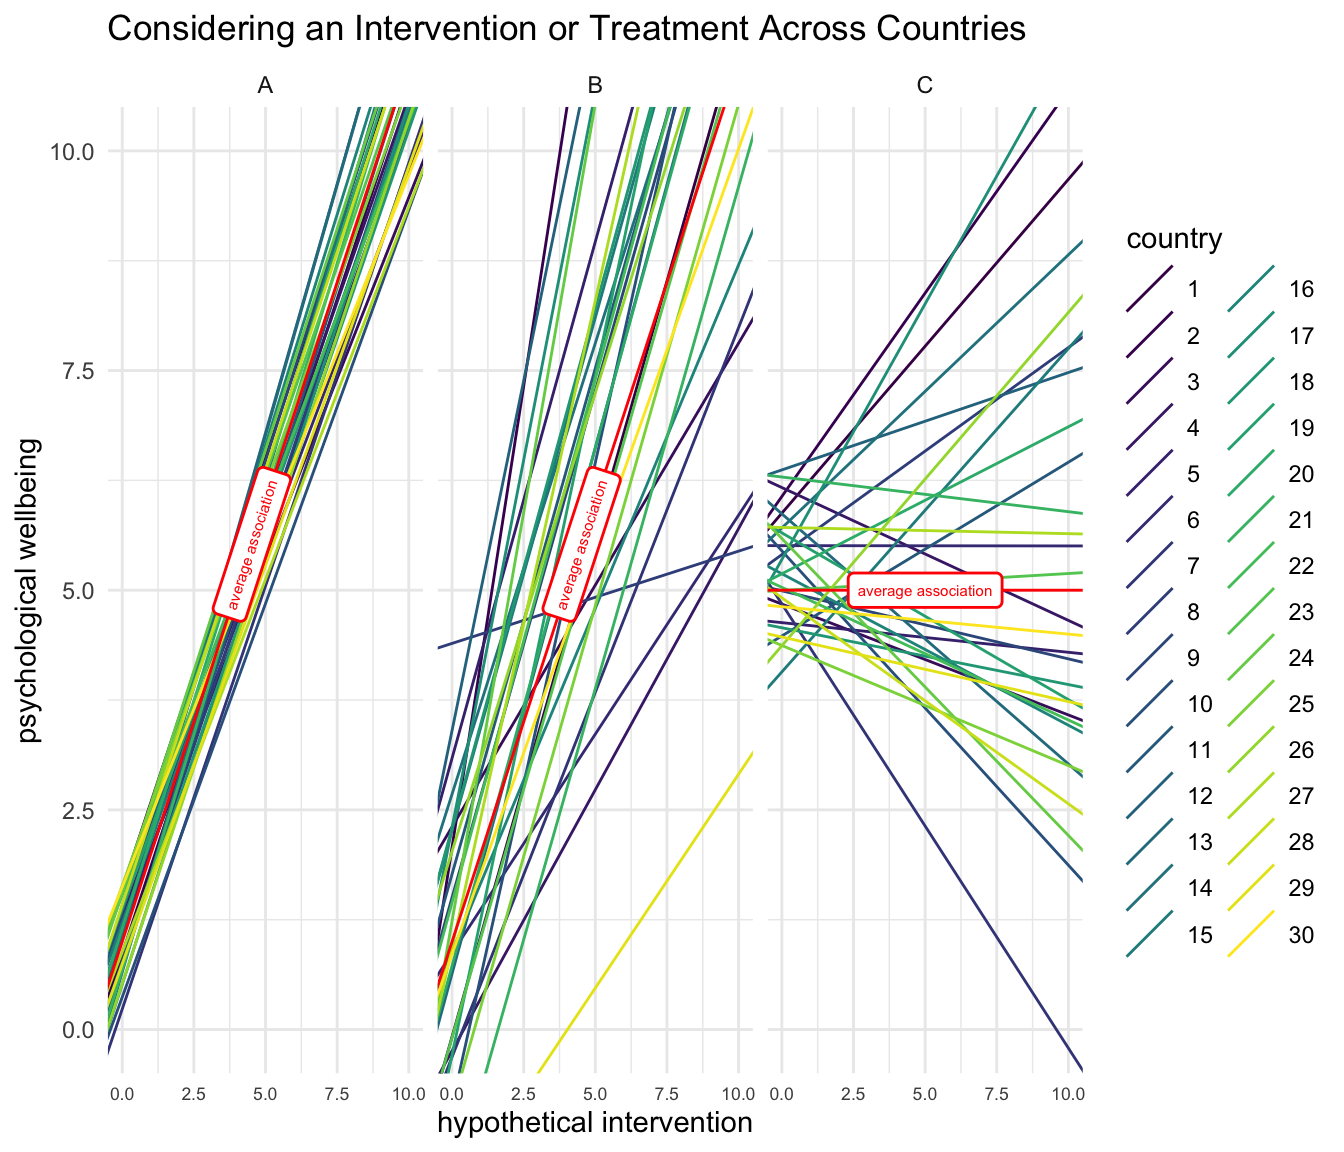 Considering an Intervention or Treatment Across Countries
A B C
10.0
7.5
5.0
2.5
0.0
psychological wellbeing
average association
average association
average association
0.0 2.5 5.0 7.5 10.0 0.0 2.5 5.0 7.5 10.0 0.0 2.5 5.0 7.5 10.0
hypothetical intervention
country
1 16
2 17
3 18
4 19
5 20
6 21
7 22
8 23
9 24
10 25
11 26
12 27
13 28
14 29
15 30